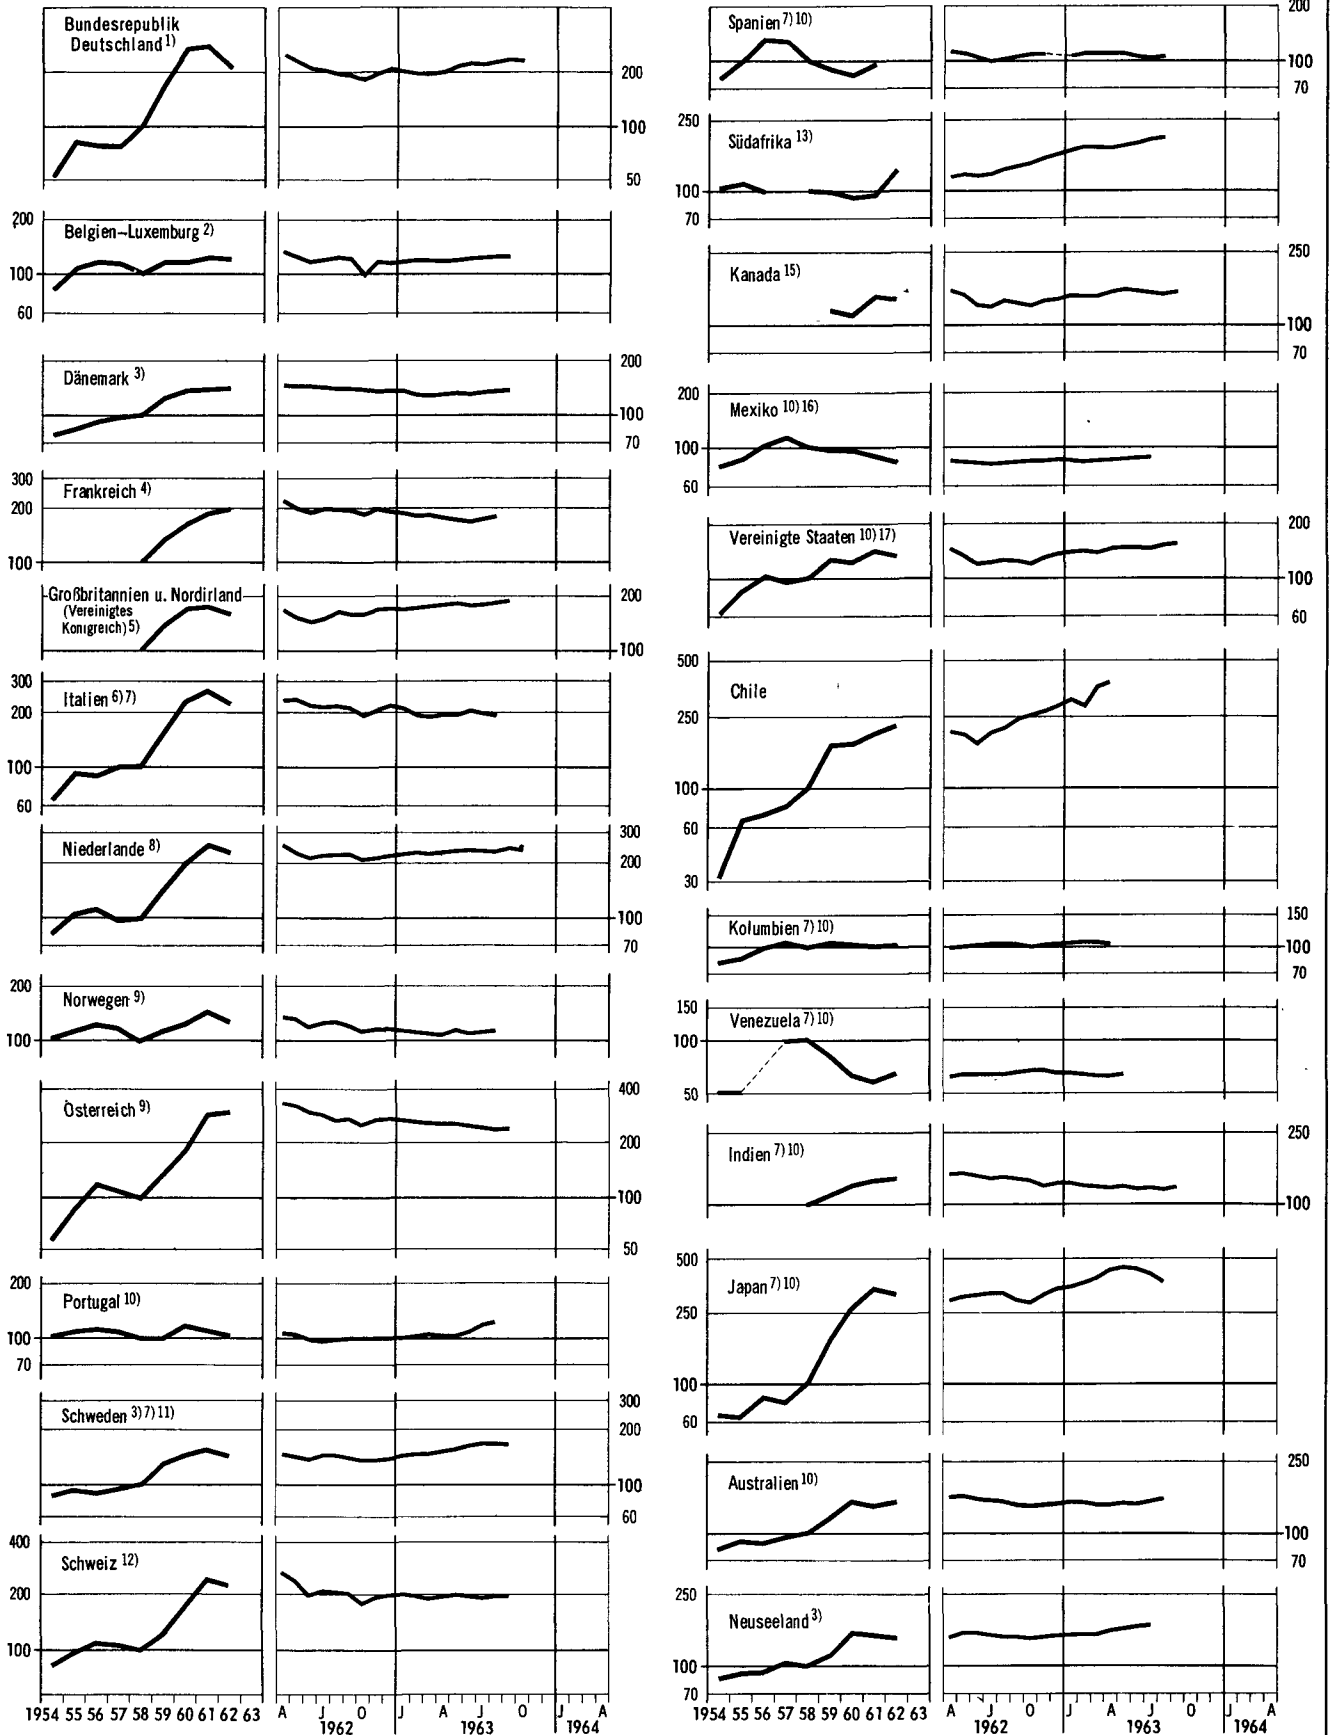 Bundesrepublik
Deutschland 1)
200
100
50
200
Belgien-Luxemburg 2)
100
60
Dänemark 3)
200
100
70
300
Frankreich 4)
200
100
Großbritannien u. Nordirland
(Vereinigtes
Königreich) 5)
200
100
300
Italien 6) 7)
200
100
60
Niederlande 8)
300
200
100
70
200
Norwegen 9)
100
Österreich 9)
400
200
100
50
200
Portugal 10)
100
70
Schweden 3) 7) 11)
300
200
100
60
400
Schweiz 12)
200
100
1954 55 56 57 58 59 60 61 62 63
A J O J A J O J A
1962 1963 1964
Spanien 7) 10)
200
100
70
250
Südafrika 13)
100
70
Kanada 15)
250
100
70
200
Mexiko 10) 16)
100
60
Vereinigte Staaten 10) 17)
200
100
60
500
Chile
250
100
60
30
Kolumbien 7) 10)
150
100
70
150
Venezuela 7) 10)
100
50
Indien 7) 10)
250
100
500
Japan 7) 10)
250
100
60
Australien 10)
250
100
70
250
Neuseeland 3)
100
70
1954 55 56 57 58 59 60 61 62 63
A J O J A J O J A
1962 1963 1964